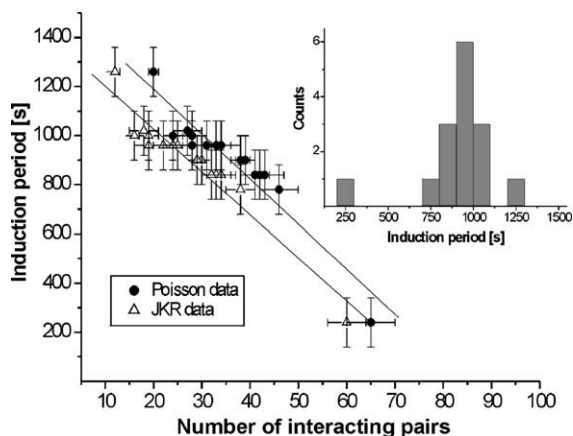 1400
1200
1000
800
600
400
200
Induction period [s]
10 20 30 40 50 60 70 80 90 100
Number of interacting pairs
Poisson data
JKR data
6
4
2
Counts
250 500 750 1000 1250 1500
Induction period [s]